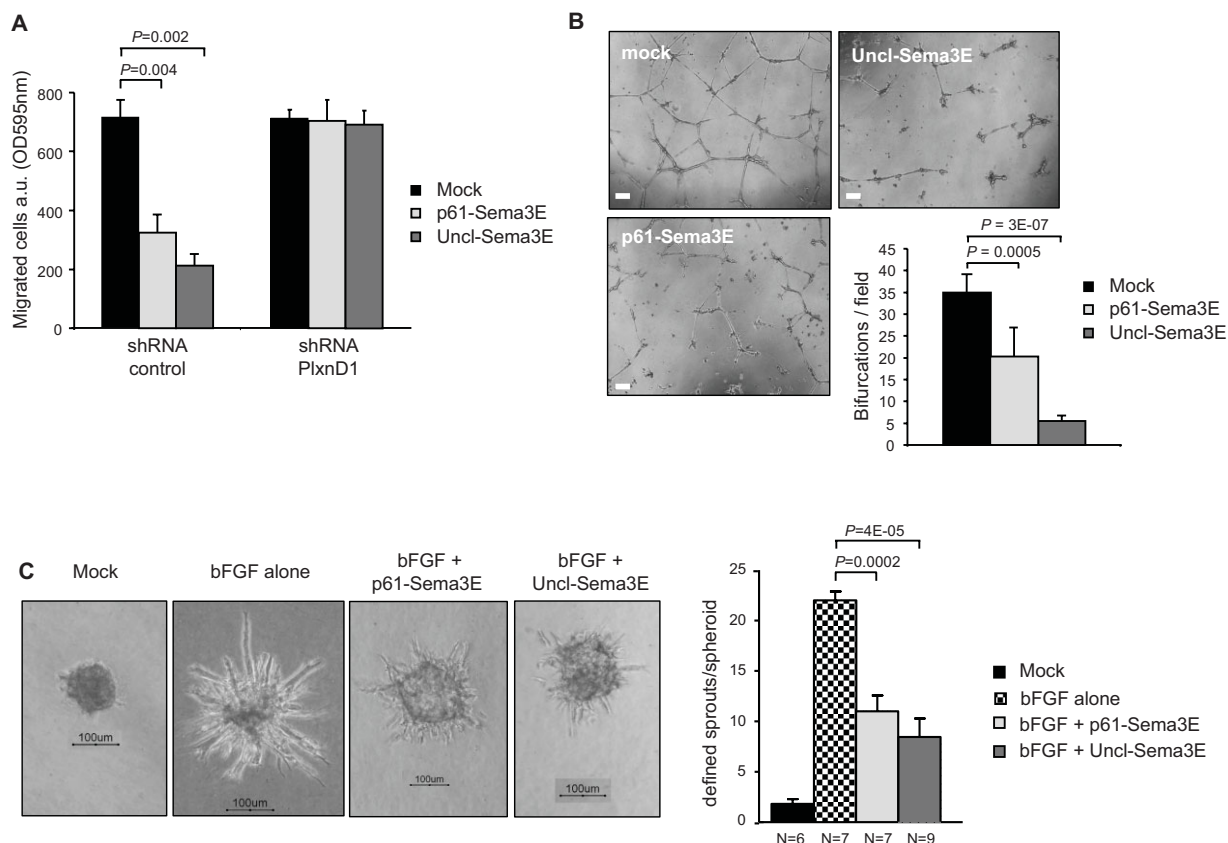 A
P=0.002
P=0.004
800
600
400
200
0
Migrated cells a.u. (OD595nm)
shRNA
control
shRNA
PlxnD1
Mock
p61-Sema3E
Uncl-Sema3E
B
mock
Uncl-Sema3E
p61-Sema3E
P = 3E-07
P = 0.0005
45
40
35
30
25
20
15
10
5
0
Bifurcations / field
Mock
p61-Sema3E
Uncl-Sema3E
C
Mock
bFGF alone
bFGF +
p61-Sema3E
bFGF +
Uncl-Sema3E
100um
100um
100um
100um
P=4E-05
P=0.0002
25
20
15
10
5
0
defined sprouts/spheroid
N=6 N=7 N=7 N=9
Mock
bFGF alone
bFGF + p61-Sema3E
bFGF + Uncl-Sema3E